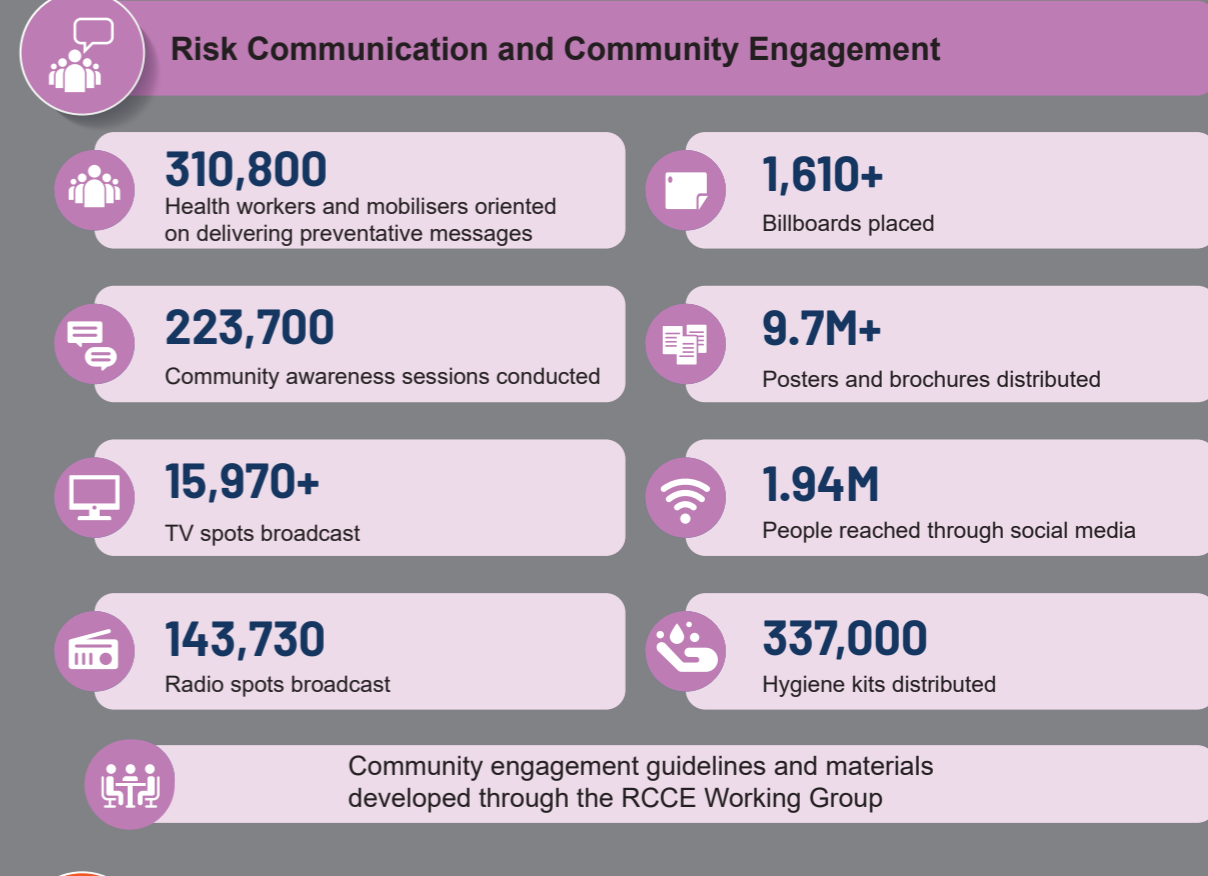 Risk Communication and Community Engagement
310,800
Health workers and mobilisers oriented
on delivering preventative messages
1,610+
Billboards placed
223,700
Community awareness sessions conducted
9.7M+
Posters and brochures distributed
15,970+
TV spots broadcast
1.94M
People reached through social media
143,730
Radio spots broadcast
337,000
Hygiene kits distributed
Community engagement guidelines and materials
developed through the RCCE Working Group